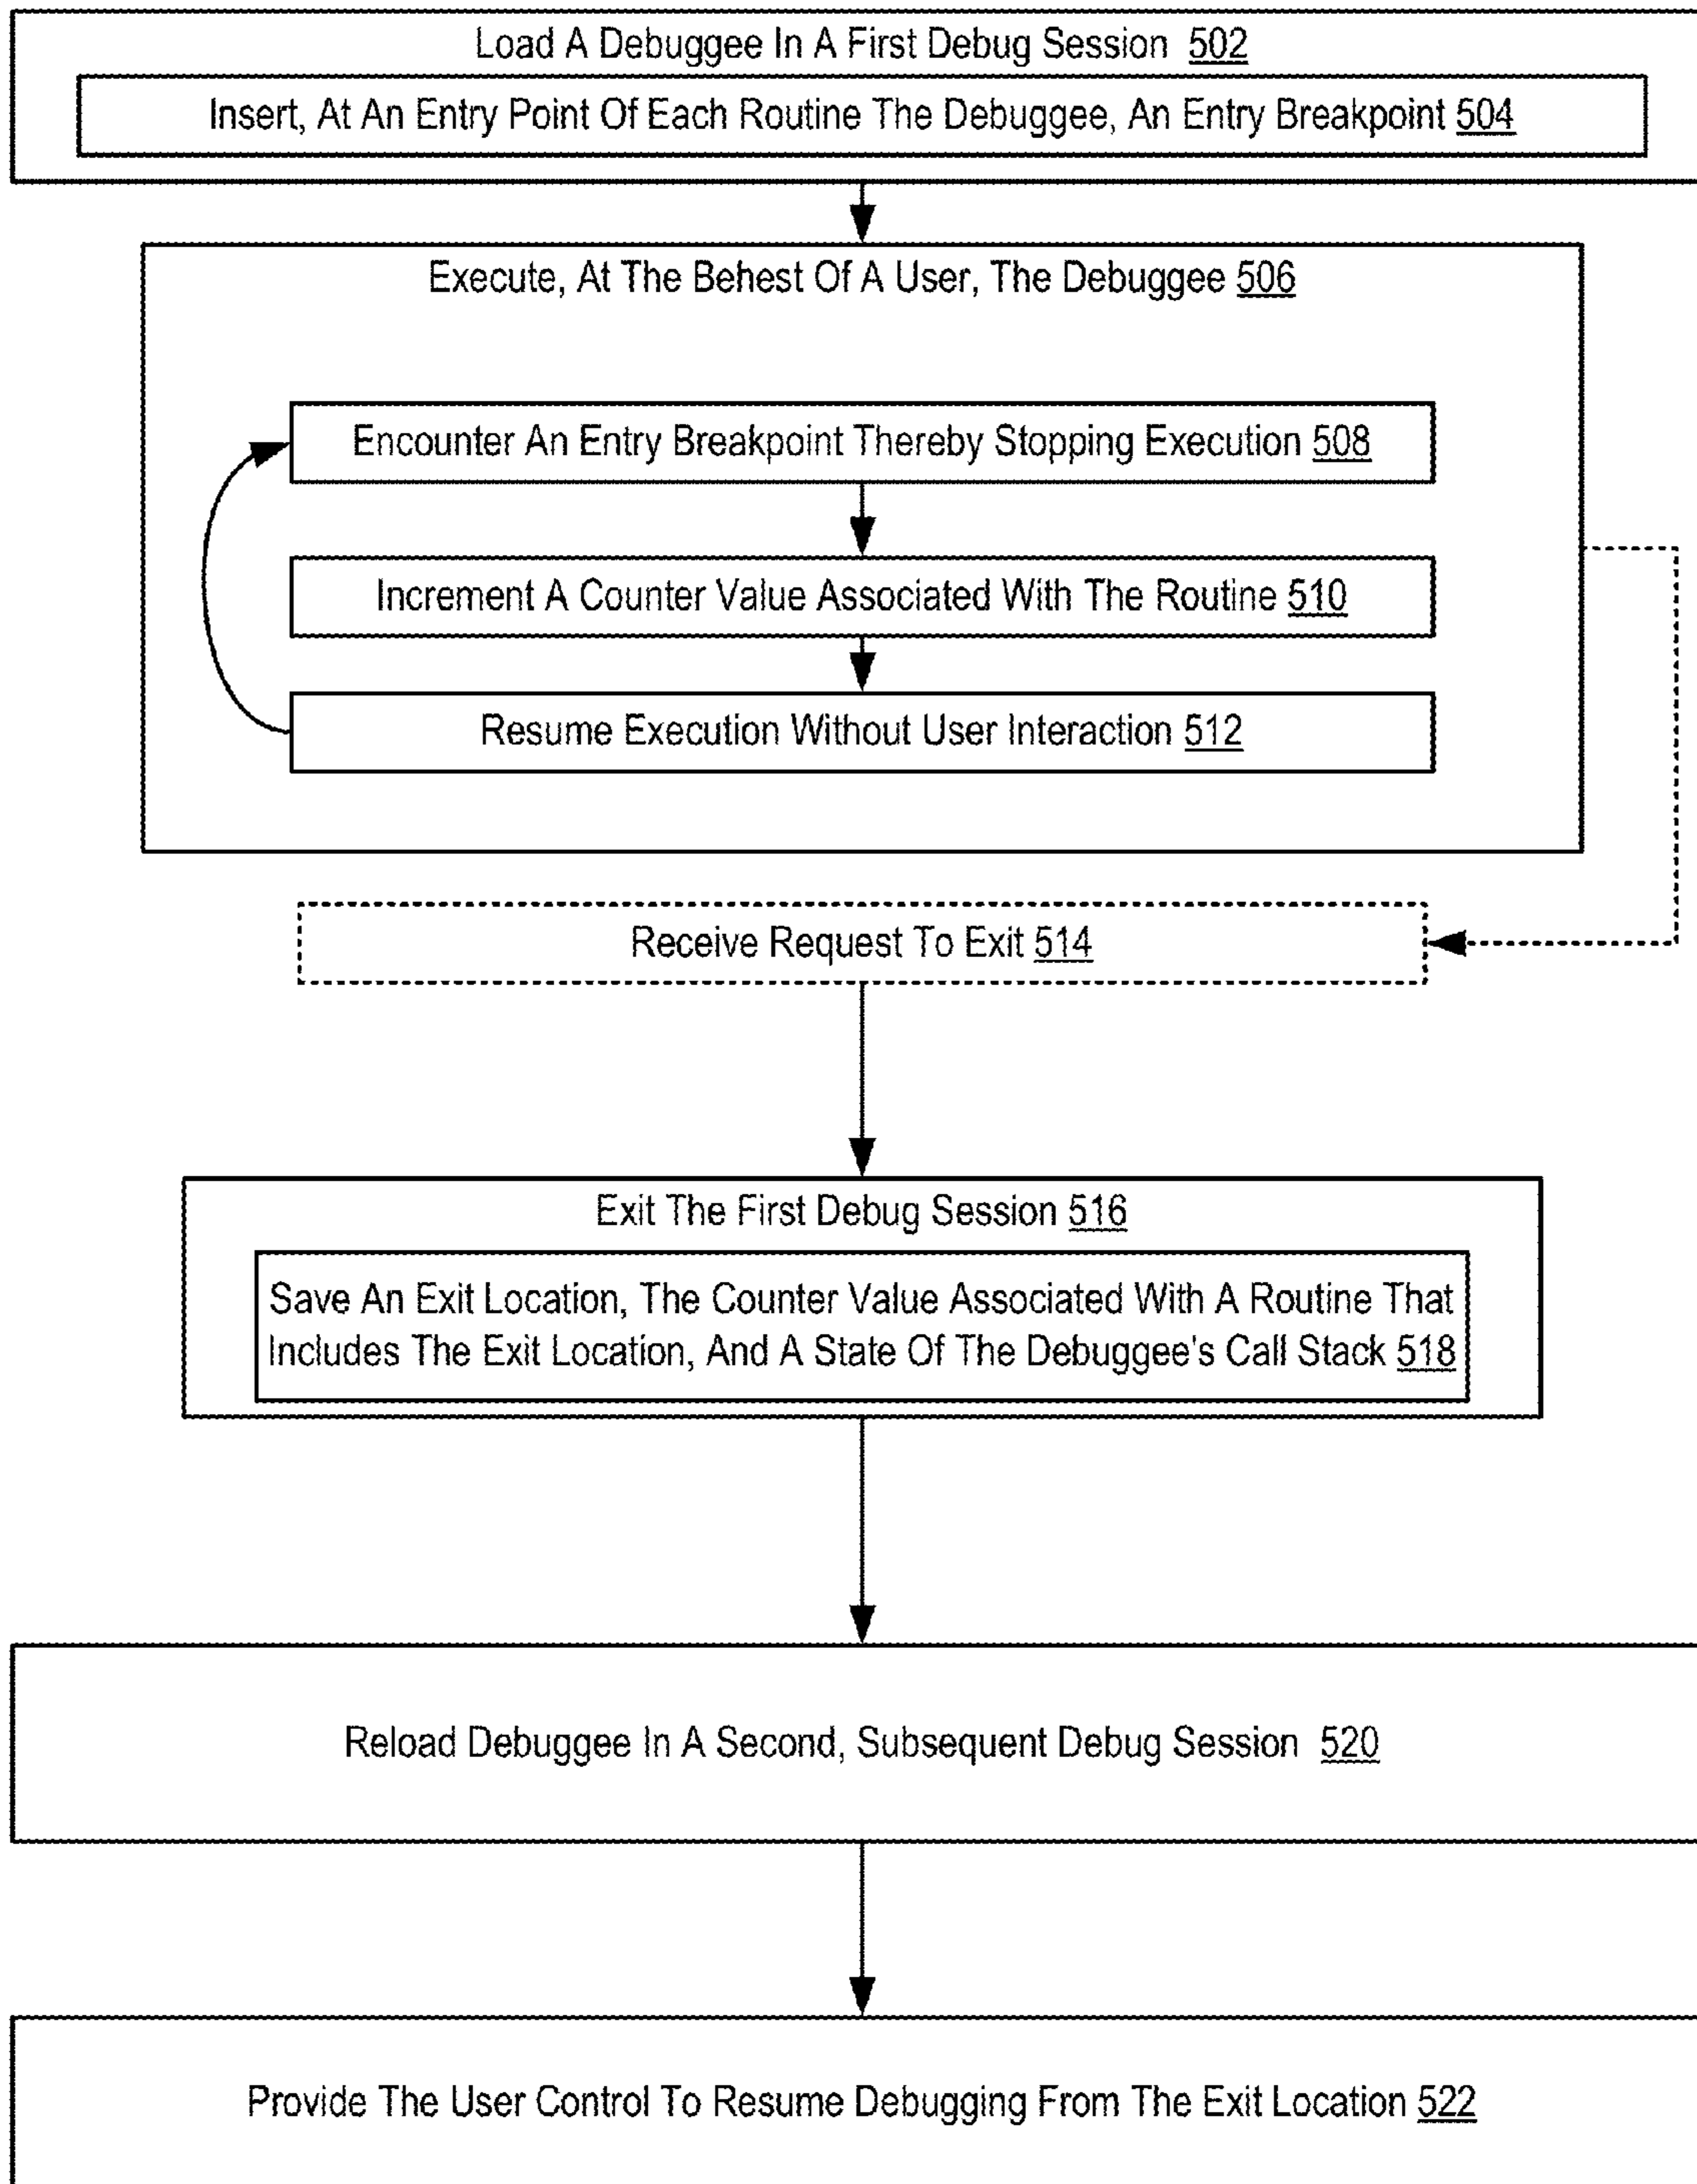 Load A Debuggee In A First Debug Session 502
Insert, At An Entry Point Of Each Routine The Debuggee, An Entry Breakpoint 504
Execute, At The Behest Of A User, The Debuggee 506
Encounter An Entry Breakpoint Thereby Stopping Execution 508
Increment A Counter Value Associated With The Routine 510
Resume Execution Without User Interaction 512
Receive Request To Exit 514
Exit The First Debug Session 516
Save An Exit Location, The Counter Value Associated With A Routine That
Includes The Exit Location, And A State Of The Debuggee's Call Stack 518
Reload Debuggee In A Second, Subsequent Debug Session 520
Provide The User Control To Resume Debugging From The Exit Location 522